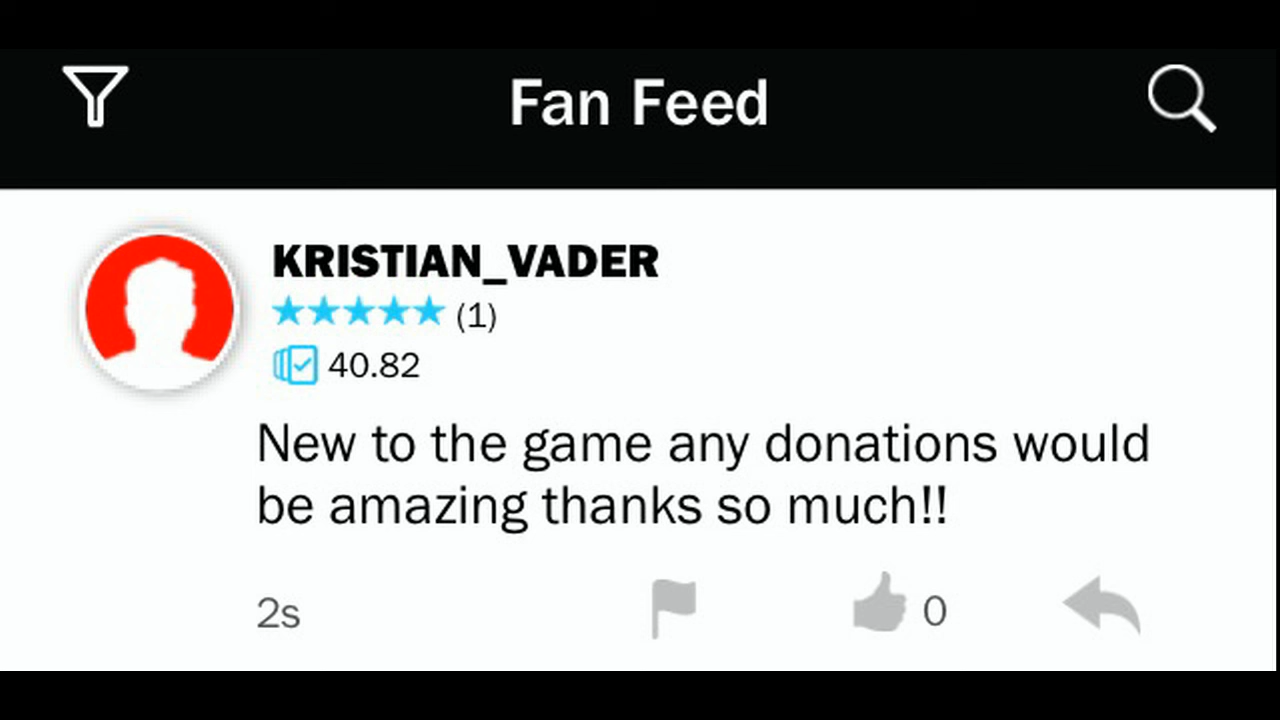 Fan Feed
KRISTIAN_VADER
(1)
40.82
New to the game any donations would
be amazing thanks so much!!
2s
0